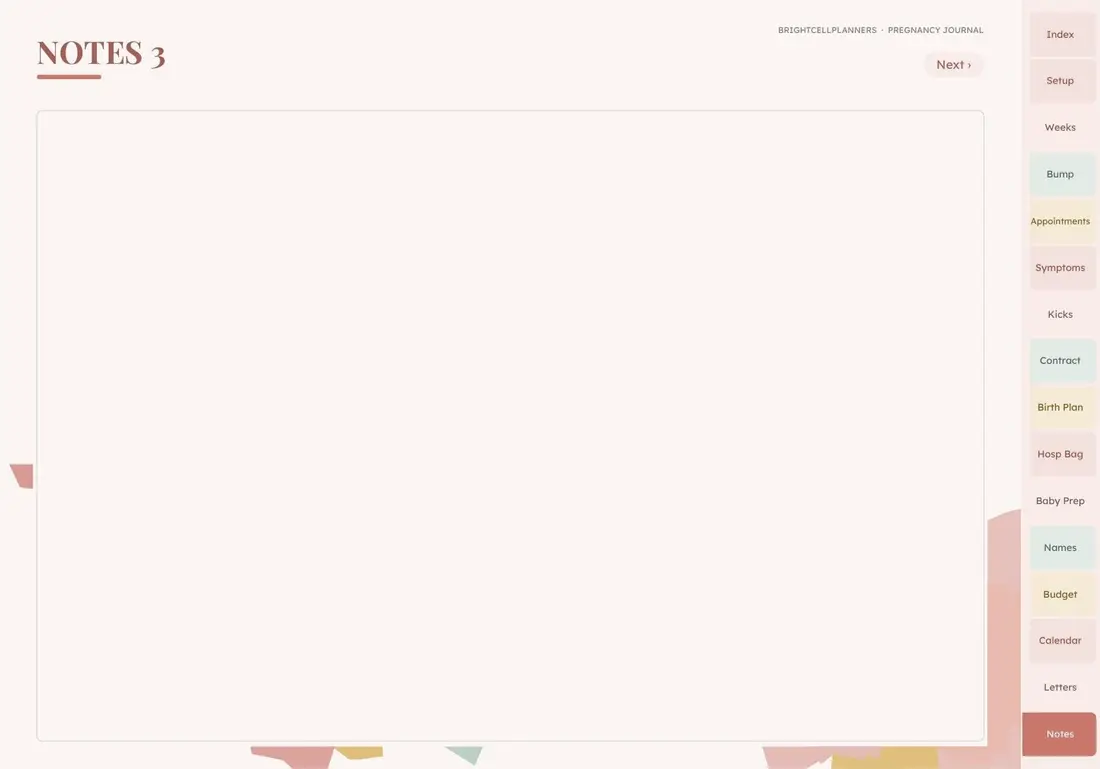 NOTES 3
BRIGHTCELLPLANNERS · PREGNANCY JOURNAL
Next ›
Index
Setup
Weeks
Bump
Appointments
Symptoms
Kicks
Contract
Birth Plan
Hosp Bag
Baby Prep
Names
Budget
Calendar
Letters
Notes